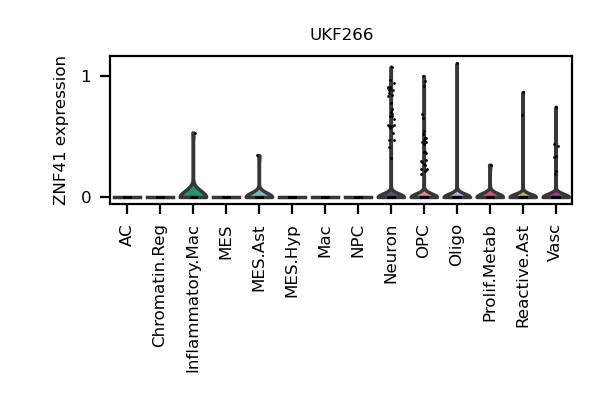 UKF266
ZNF41 expression
1
0
AC
Chromatin.Reg
Inflammatory.Mac
MES
MES.Ast
MES.Hyp
Mac
NPC
Neuron
OPC
Oligo
Prolif.Metab
Reactive.Ast
Vasc